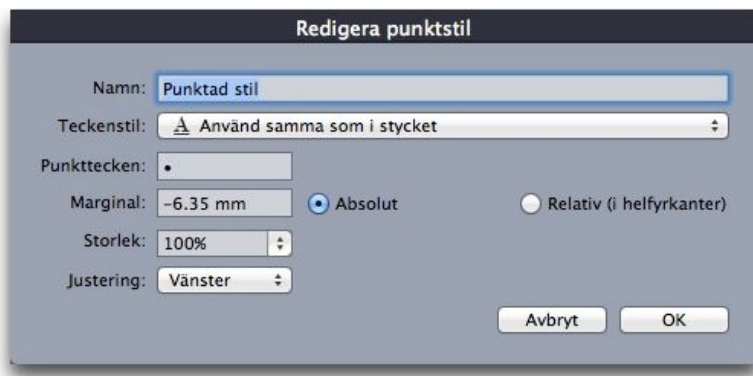 Redigera punktstil
Namn: Punktad stil
Teckenstil: A Använd samma som i stycket
Punkttecken: •
Marginal: -6.35 mm Absolut Relativ (i helfyrkanter)
Storlek: 100%
Justering: Vänster
Avbryt OK